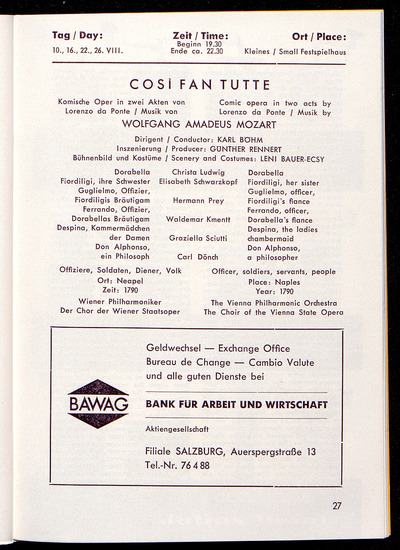 Tag / Day: Zeit / Time: Ort / Place:
10., 16., 22., 26. VIII. Beginn 19.30 Kleines / Small Festspielhaus
Ende ca. 22.30
COSÌ FAN TUTTE
Komische Oper in zwei Akten von Comic opera in two acts by
Lorenzo da Ponte / Musik von Lorenzo da Ponte / Musik by
WOLFGANG AMADEUS MOZART
Dirigent / Conductor: KARL BÖHM
Inszenierung / Producer: GÜNTHER RENNERT
Bühnenbild und Kostüme / Scenery and Costumes: LENI BAUER-ECSY
Dorabella Christa Ludwig Dorabella
Fiordiligi, ihre Schwester Elisabeth Schwarzkopf Fiordiligi, her sister
Guglielmo, Offizier, Guglielmo, officer,
Fiordiligis Bräutigam Hermann Prey Fiordiligi's fiance
Ferrando, Offizier, Ferrando, officer,
Dorabellas Bräutigam Waldemar Kmentt Dorabella's fiance
Despina, Kammermädchen Despina, the ladies
der Damen Graziella Sciutti chambermaid
Don Alphonso, Don Alphonso,
ein Philosoph Carl Dönch a philosopher
Offiziere, Soldaten, Diener, Volk Officer, soldiers, servants, people
Ort: Neapel Place: Naples
Zeit: 1790 Year: 1790
Wiener Philharmoniker The Vienna Philharmonic Orchestra
Der Chor der Wiener Staatsoper The Choir of the Vienna State Opera
Geldwechsel — Exchange Office
Bureau de Change — Cambio Valute
und alle guten Dienste bei
BAWAG
BANK FÜR ARBEIT UND WIRTSCHAFT
Aktiengesellschaft
Filiale SALZBURG, Auerspergstraße 13
Tel.-Nr. 76 4 88
27